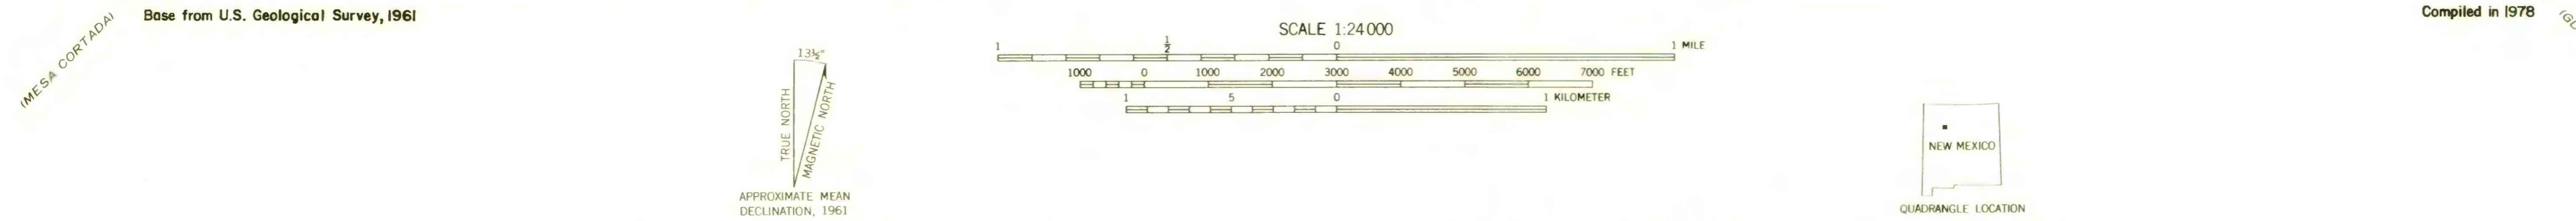 (MESA CORTADA)
Base from U.S. Geological Survey, 1961
13½°
TRUE NORTH
MAGNETIC NORTH
APPROXIMATE MEAN
DECLINATION, 1961
SCALE 1:24 000
1 ½ 0 1 MILE
1000 0 1000 2000 3000 4000 5000 6000 7000 FEET
1 5 0 1 KILOMETER
NEW MEXICO
QUADRANGLE LOCATION
Compiled in 1978